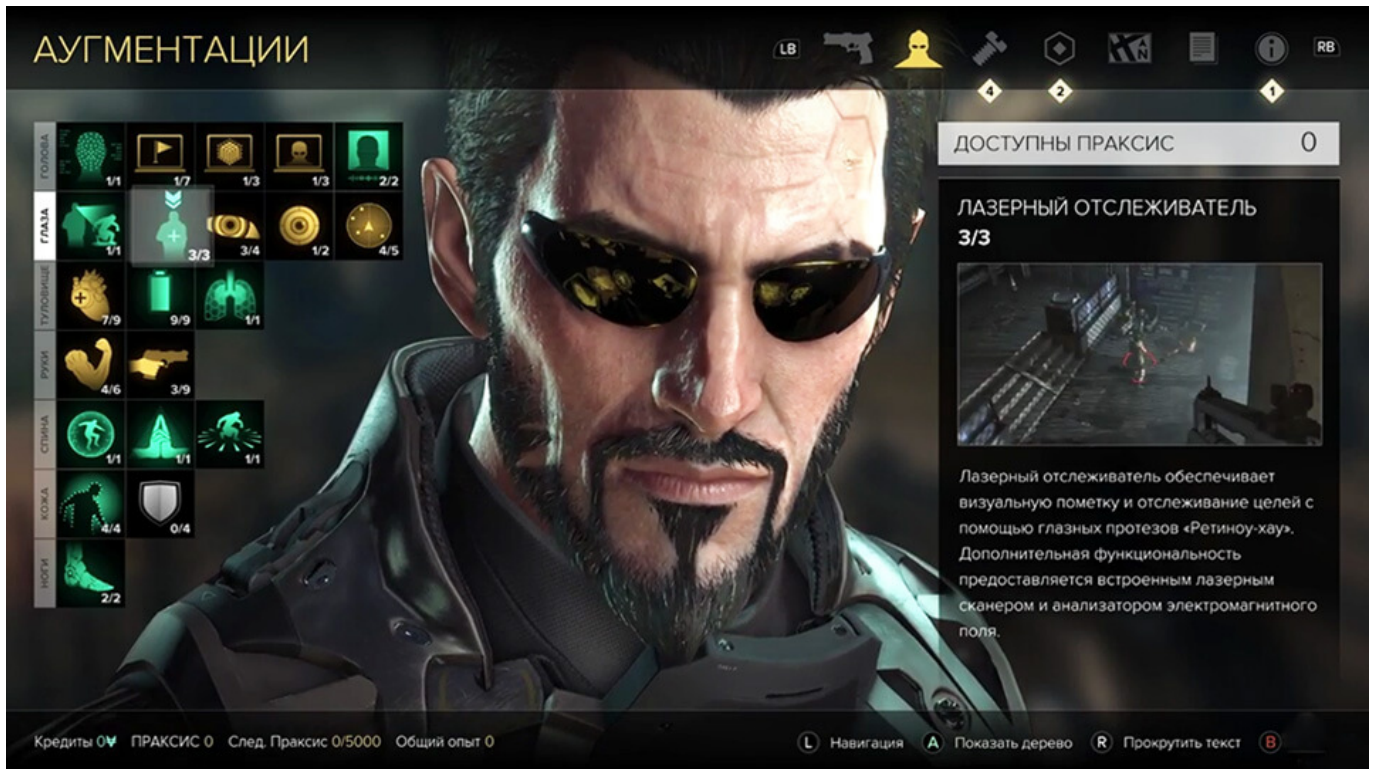 АУГМЕНТАЦИИ
LB
RB
4
2
1
ГОЛОВА
1/1
1/7
1/3
1/3
2/2
ГЛАЗА
1/1
3/3
3/4
1/2
4/5
ТУЛОВИЩЕ
7/9
9/9
1/1
РУКИ
4/6
3/9
СПИНА
1/1
1/1
1/1
КОЖА
4/4
0/4
НОГИ
2/2
ДОСТУПНЫ ПРАКСИС 0
ЛАЗЕРНЫЙ ОТСЛЕЖИВАТЕЛЬ
3/3
Лазерный отслеживатель обеспечивает
визуальную пометку и отслеживание целей с
помощью глазных протезов «Ретиноу-хау».
Дополнительная функциональность
предоставляется встроенным лазерным
сканером и анализатором электромагнитного
поля.
Кредиты 0¥ ПРАКСИС 0 След. Праксис 0/5000 Общий опыт 0
L Навигация A Показать дерево R Прокрутить текст B